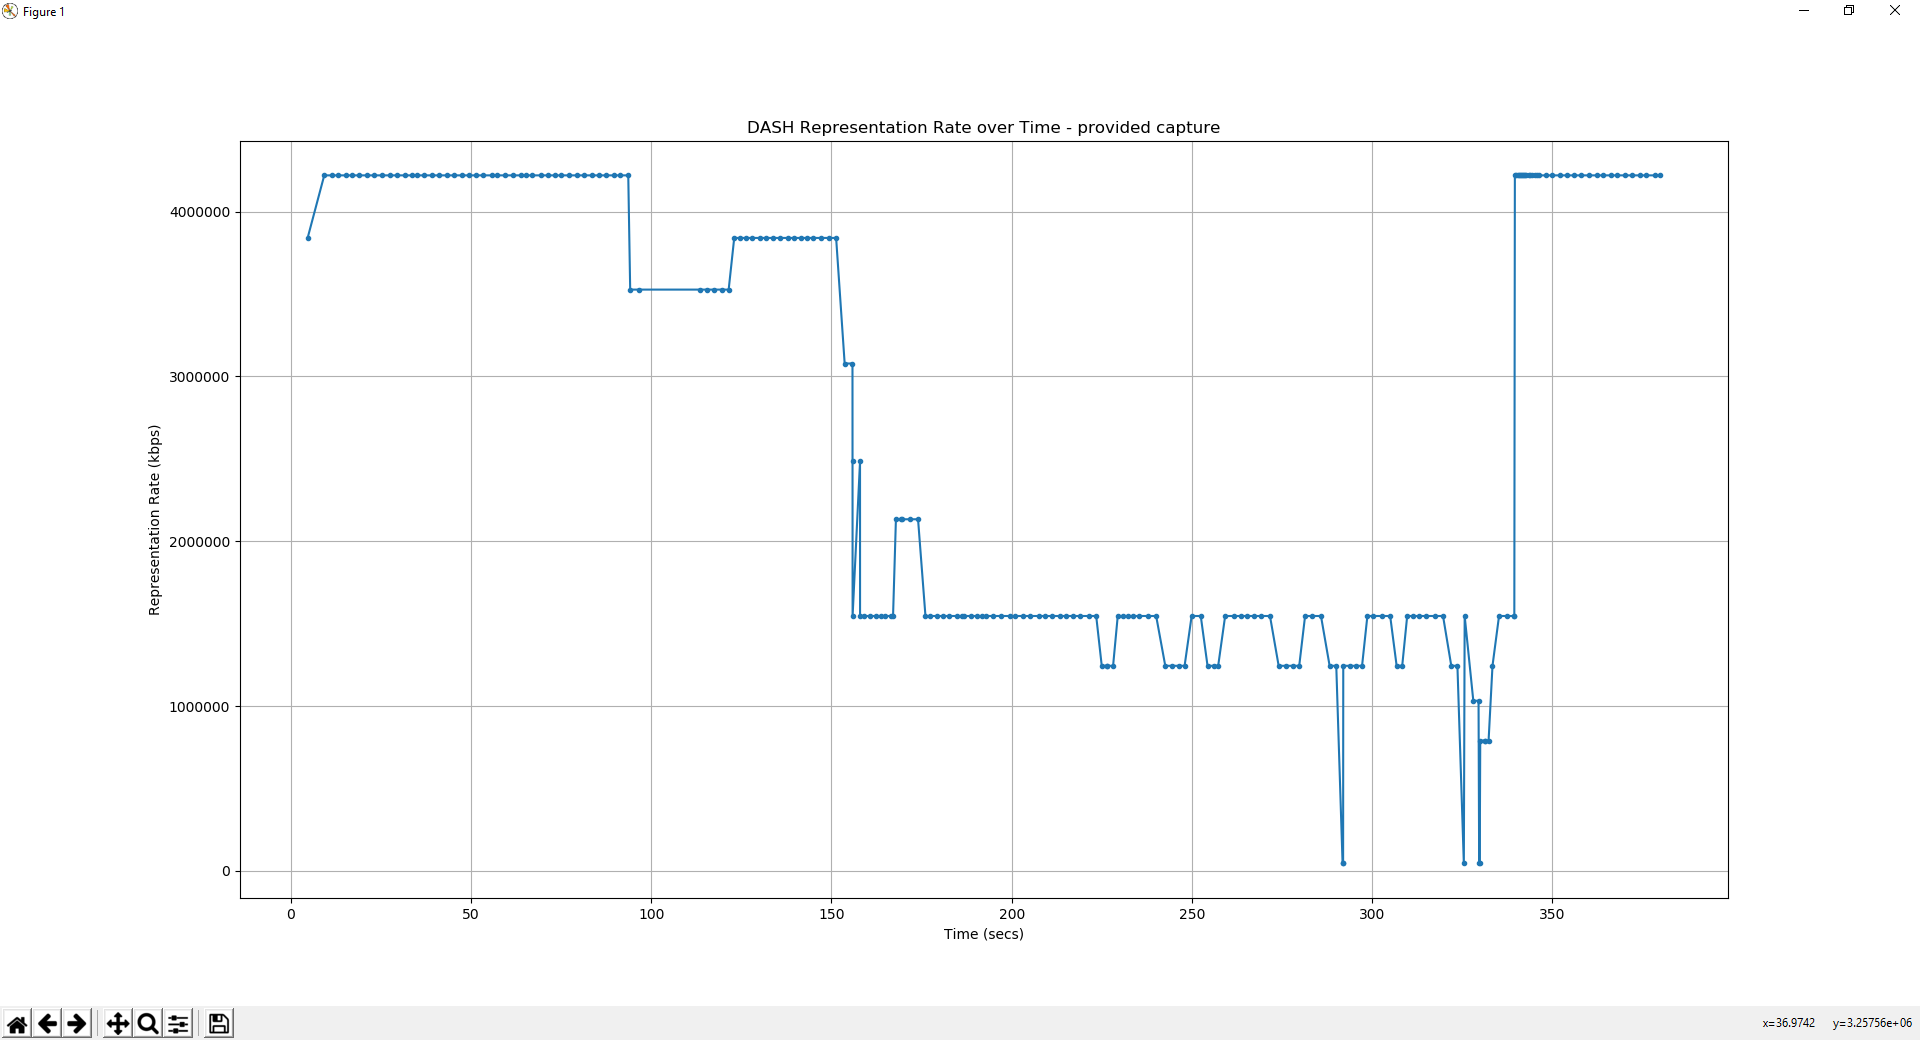 Figure 1
DASH Representation Rate over Time - provided capture
4000000
3000000
2000000
1000000
0
Representation Rate (kbps)
0 50 100 150 200 250 300 350
Time (secs)
x=36.9742 y=3.25756e+06